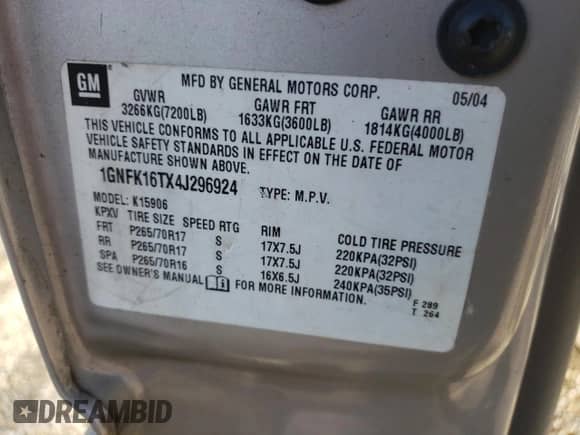 GM
MFD BY GENERAL MOTORS CORP. 05/04
GVWR GAWR FRT GAWR RR
3266KG(7200LB) 1633KG(3600LB) 1814KG(4000LB)
THIS VEHICLE CONFORMS TO ALL APPLICABLE U.S. FEDERAL MOTOR
VEHICLE SAFETY STANDARDS IN EFFECT ON THE DATE OF
MANUFACTURE SHOWN ABOVE.
1GNFK16TX4J296924 TYPE: M.P.V.
MODEL: K15906
KPXV TIRE SIZE SPEED RTG RIM COLD TIRE PRESSURE
FRT P265/70R17 S 17X7.5J 220KPA(32PSI)
RR P265/70R17 S 17X7.5J 220KPA(32PSI)
SPA P265/70R16 S 16X6.5J 240KPA(35PSI)
SEE OWNER'S MANUAL FOR MORE INFORMATION.
F 289
T 264
DREAMBID